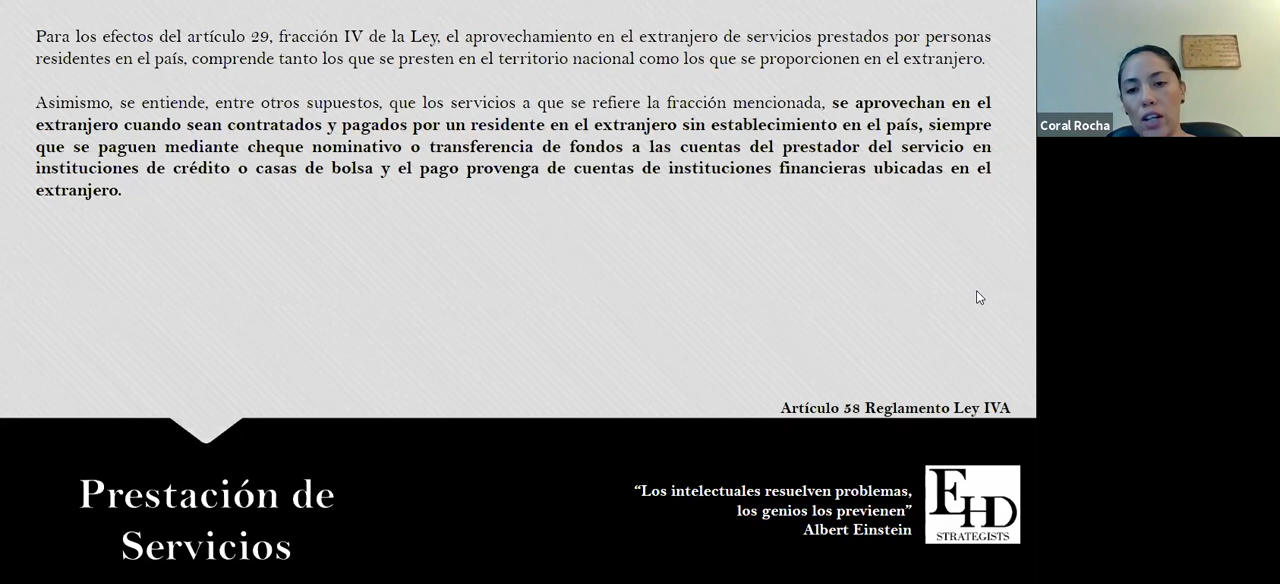 Para los efectos del artículo 29, fracción IV de la Ley, el aprovechamiento en el extranjero de servicios prestados por personas
residentes en el país, comprende tanto los que se presten en el territorio nacional como los que se proporcionen en el extranjero.
Asimismo, se entiende, entre otros supuestos, que los servicios a que se refiere la fracción mencionada, se aprovechan en el
extranjero cuando sean contratados y pagados por un residente en el extranjero sin establecimiento en el país, siempre
que se paguen mediante cheque nominativo o transferencia de fondos a las cuentas del prestador del servicio en
instituciones de crédito o casas de bolsa y el pago provenga de cuentas de instituciones financieras ubicadas en el
extranjero.
Artículo 58 Reglamento Ley IVA
Prestación de
Servicios
“Los intelectuales resuelven problemas,
los genios los previenen”
Albert Einstein
EHD
STRATEGISTS
Coral Rocha